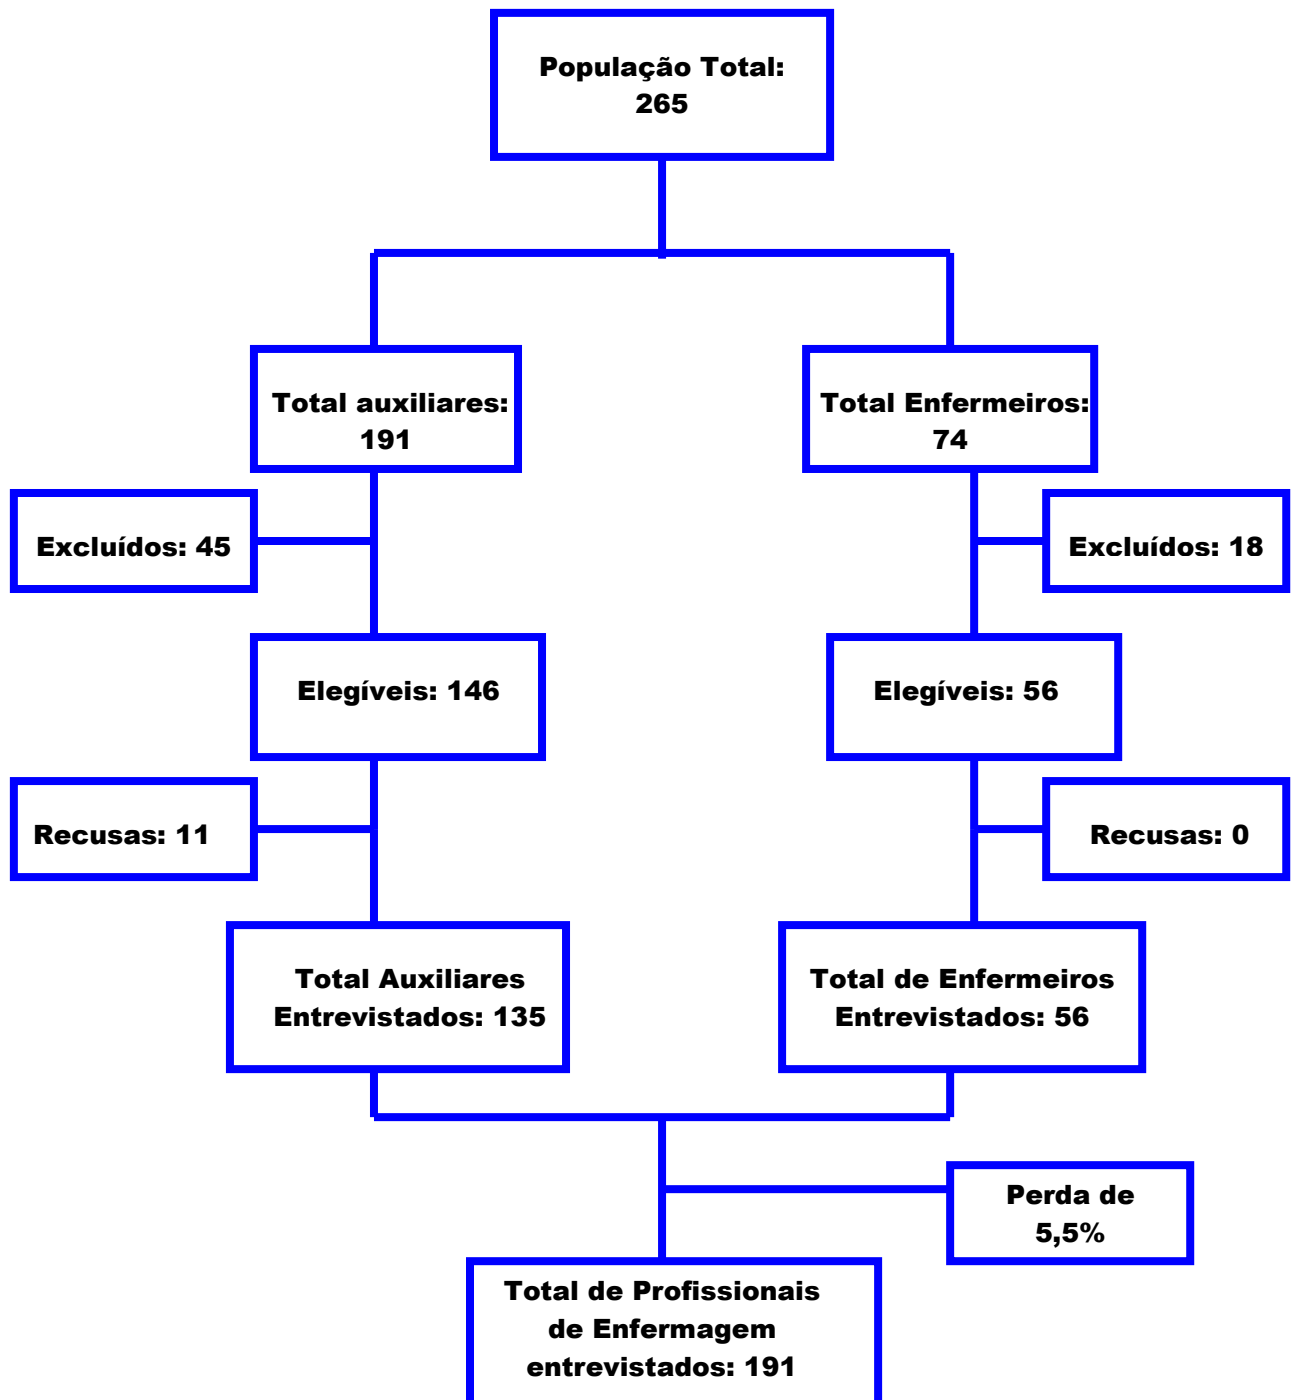 População Total:
265
Total auxiliares:
191
Total Enfermeiros:
74
Excluídos: 45
Excluídos: 18
Elegíveis: 146
Elegíveis: 56
Recusas: 11
Recusas: 0
Total Auxiliares
Entrevistados: 135
Total de Enfermeiros
Entrevistados: 56
Perda de
5,5%
Total de Profissionais
de Enfermagem
entrevistados: 191